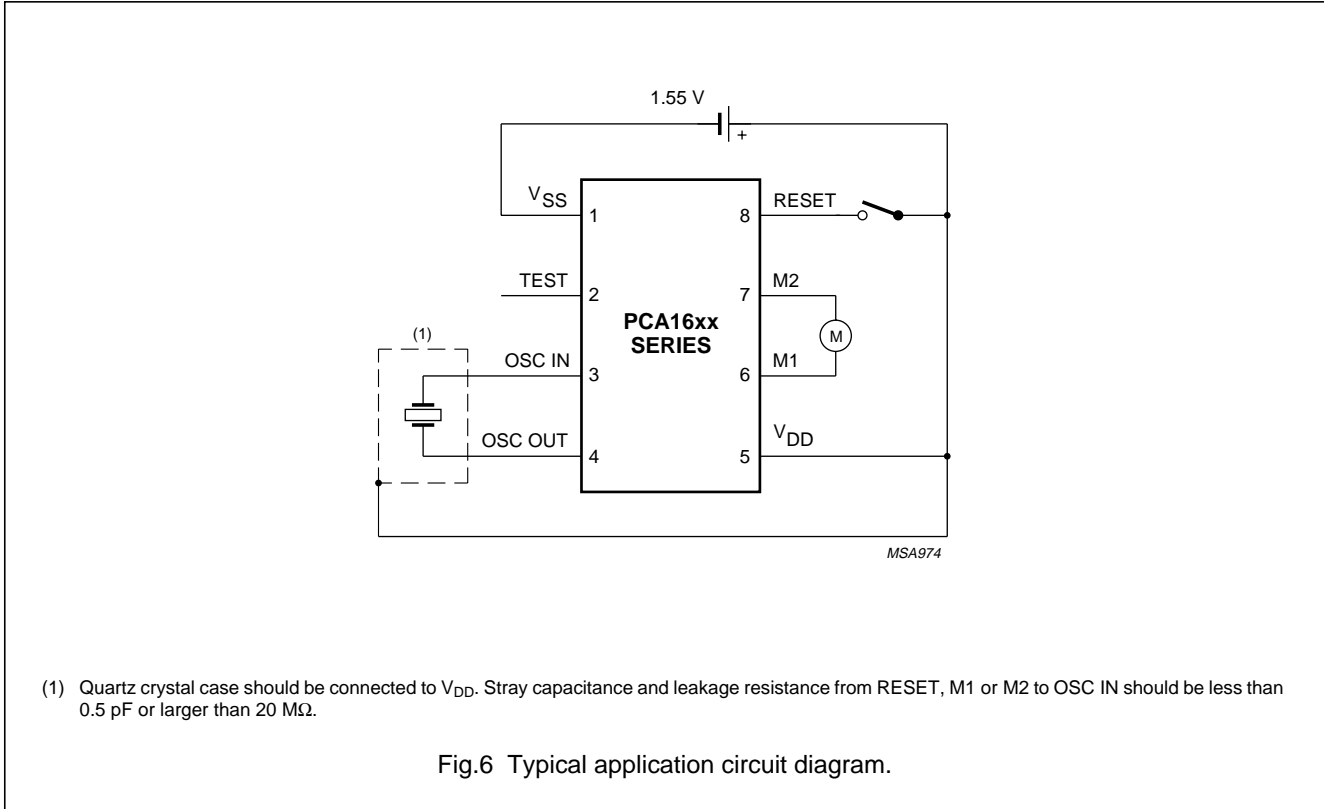 1.55 V
+
VSS
1
8
RESET
TEST
2
7
M2
PCA16xx
SERIES
(1)
M
OSC IN
3
6
M1
OSC OUT
4
5
VDD
MSA974
(1) Quartz crystal case should be connected to VDD. Stray capacitance and leakage resistance from RESET, M1 or M2 to OSC IN should be less than
0.5 pF or larger than 20 MΩ.
Fig.6 Typical application circuit diagram.